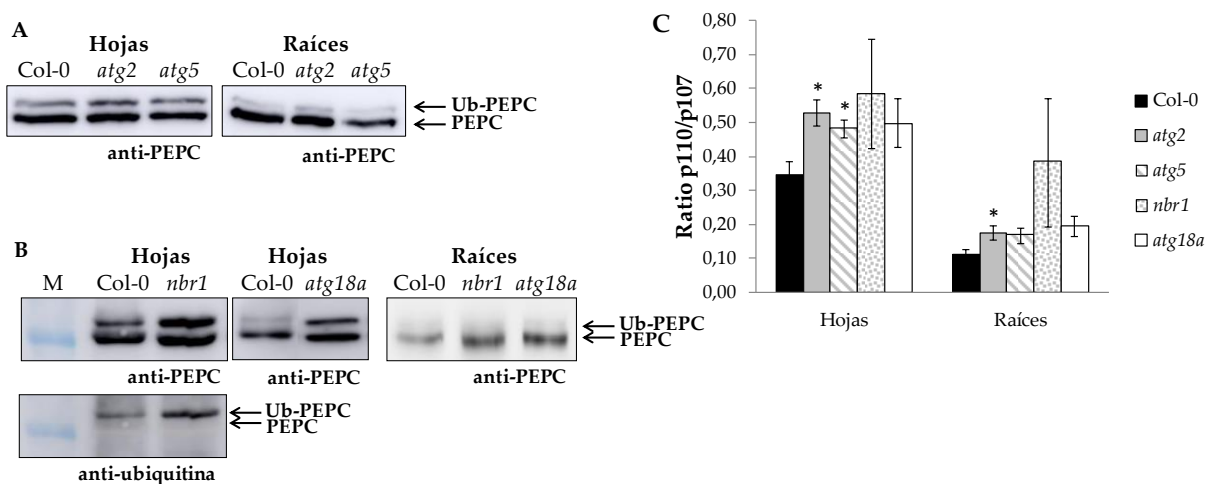 A
Hojas
Col-0 atg2 atg5
Raíces
Col-0 atg2 atg5
Ub-PEPC
PEPC
anti-PEPC
anti-PEPC
B
Hojas
M Col-0 nbr1
Hojas
Col-0 atg18a
Raíces
Col-0 nbr1 atg18a
Ub-PEPC
PEPC
anti-PEPC
anti-PEPC
anti-PEPC
Ub-PEPC
PEPC
anti-ubiquitina
C
Ratio p110/p107
0,80
0,70
0,60
0,50
0,40
0,30
0,20
0,10
0,00
* * *
Hojas
Raíces
Col-0
atg2
atg5
nbr1
atg18a